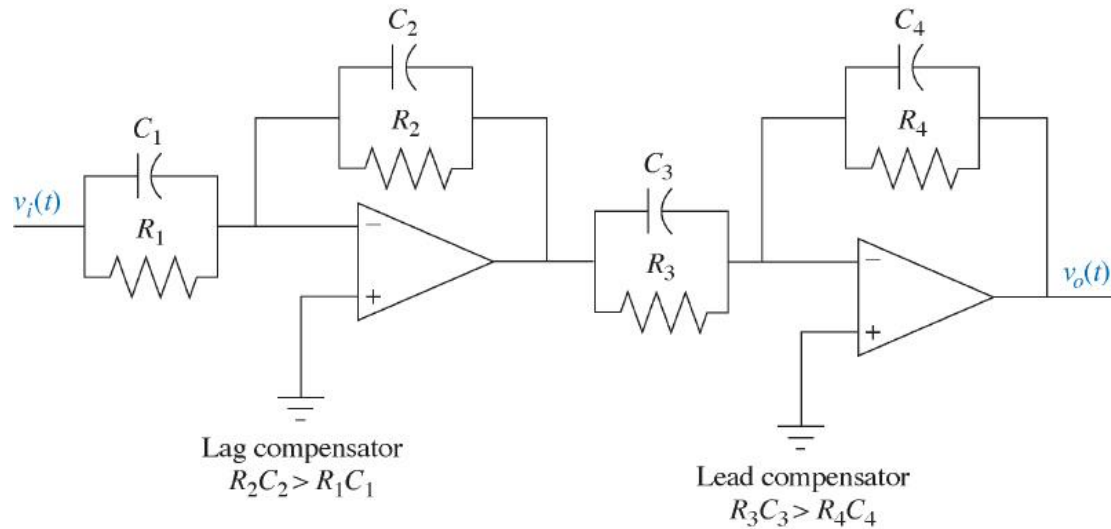 C₂
C₄
R₂
R₄
C₁
C₃
vᵢ(t)
R₁
−
+
R₃
−
+
vₒ(t)
Lag compensator
R₂C₂ > R₁C₁
Lead compensator
R₃C₃ > R₄C₄